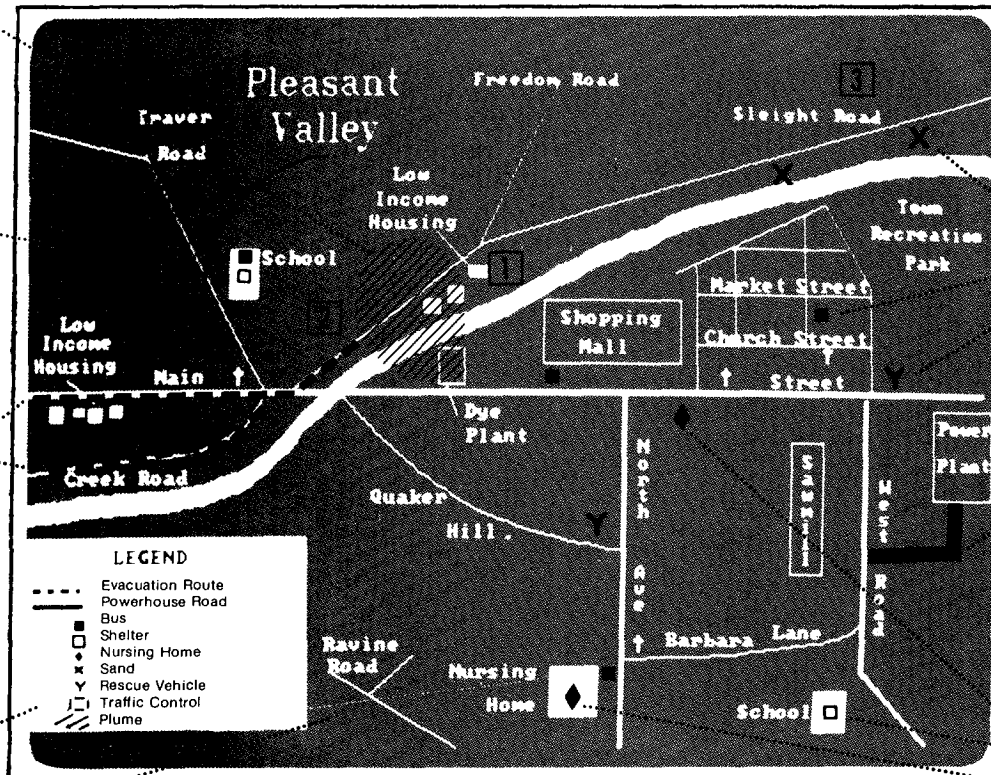 Pleasant
Valley
Freedom Road
3
Sleight Road
Traver
Road
Low
Income
Housing
Town
Recreation
Park
School
1
2
Market Street
Shopping
Mall
Church Street
Low
Income
Housing
Main
Street
Dye
Plant
Power
Plant
Creek Road
Quaker
Hill.
North Ave
Sawmill
West Road
LEGEND
Evacuation Route
Powerhouse Road
Bus
Shelter
Nursing Home
Sand
Rescue Vehicle
Traffic Control
Plume
Ravine
Road
Barbara Lane
Nursing
Home
School